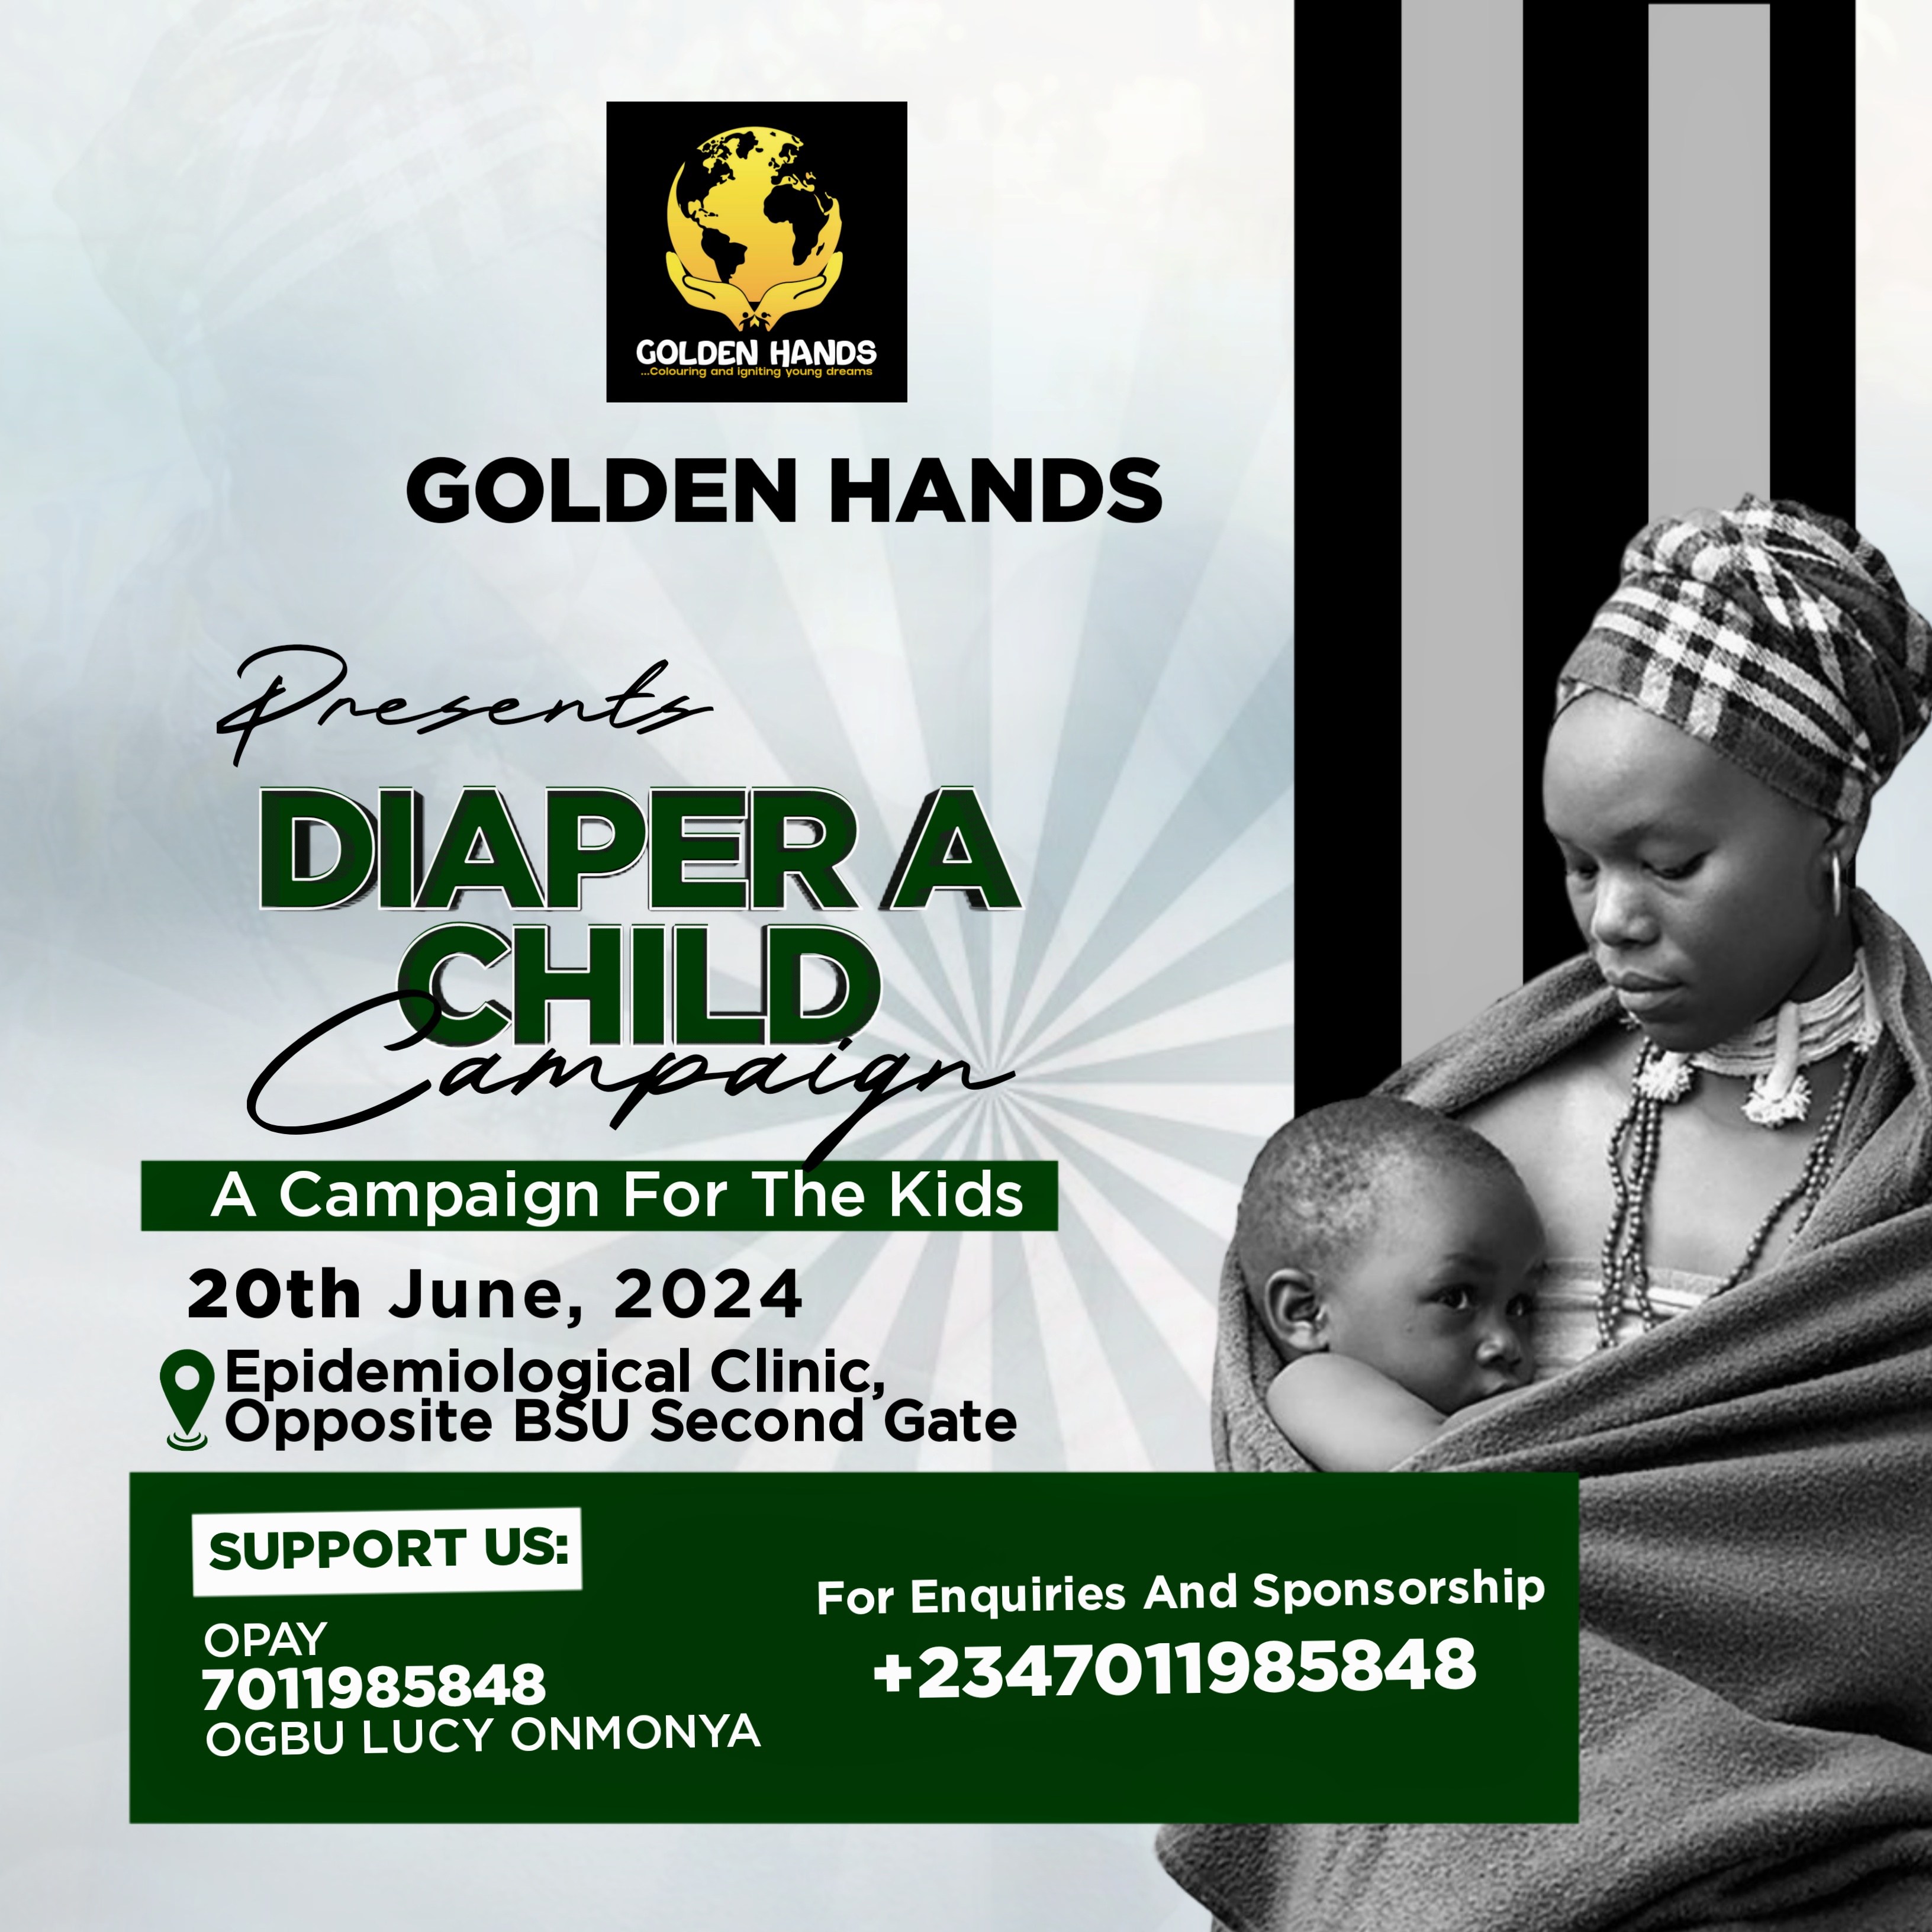 GOLDEN HANDS
...Colouring and igniting young dreams
GOLDEN HANDS
Presents
DIAPER A
CHILD
Campaign
A Campaign For The Kids
20th June, 2024
Epidemiological Clinic,
Opposite BSU Second Gate
SUPPORT US:
OPAY
7011985848
OGBU LUCY ONMONYA
For Enquiries And Sponsorship
+2347011985848